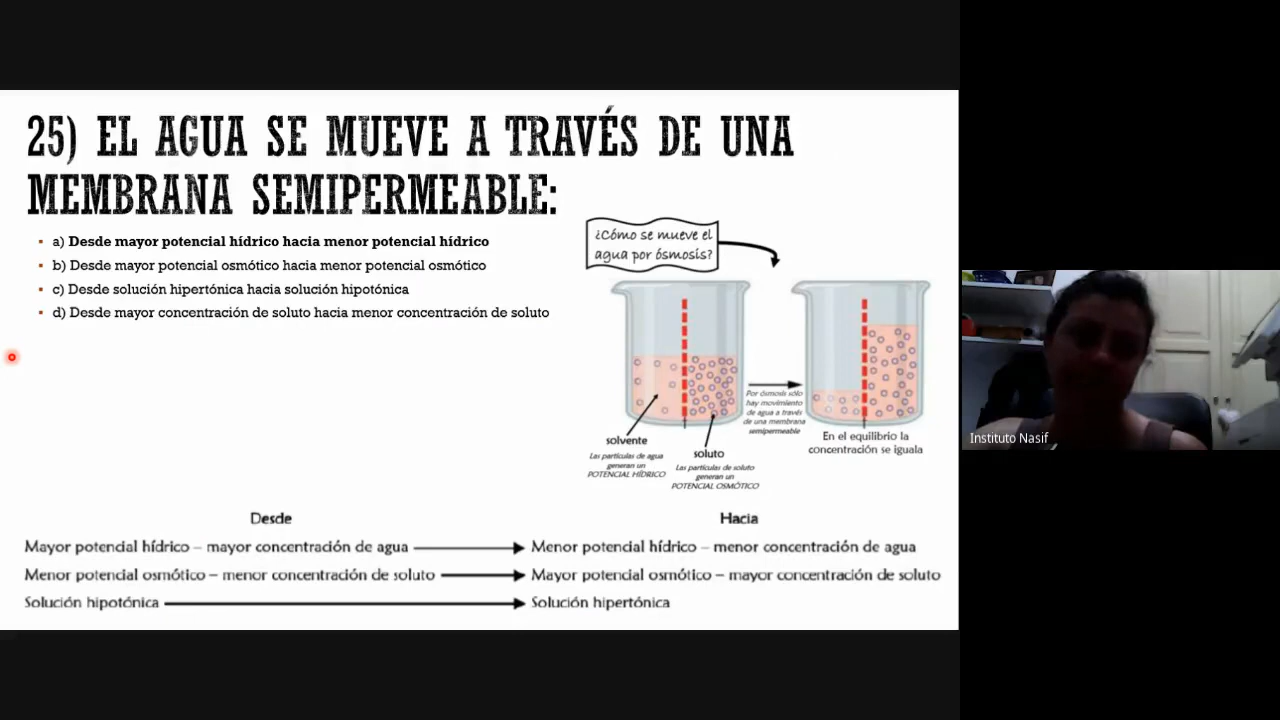 25) EL AGUA SE MUEVE A TRAVÉS DE UNA
MEMBRANA SEMIPERMEABLE:
a) Desde mayor potencial hídrico hacia menor potencial hídrico
b) Desde mayor potencial osmótico hacia menor potencial osmótico
c) Desde solución hipertónica hacia solución hipotónica
d) Desde mayor concentración de soluto hacia menor concentración de soluto
¿Cómo se mueve el
agua por ósmosis?
solvente
Las partículas de agua
generan un
POTENCIAL HÍDRICO
soluto
Las partículas de soluto
generan un
POTENCIAL OSMÓTICO
Por ósmosis sólo
hay movimiento
de agua a través
de una membrana
semipermeable
En el equilibrio la
concentración se iguala
Desde
Hacia
Mayor potencial hídrico – mayor concentración de agua
Menor potencial hídrico – menor concentración de agua
Menor potencial osmótico – menor concentración de soluto
Mayor potencial osmótico – mayor concentración de soluto
Solución hipotónica
Solución hipertónica
Instituto Nasif